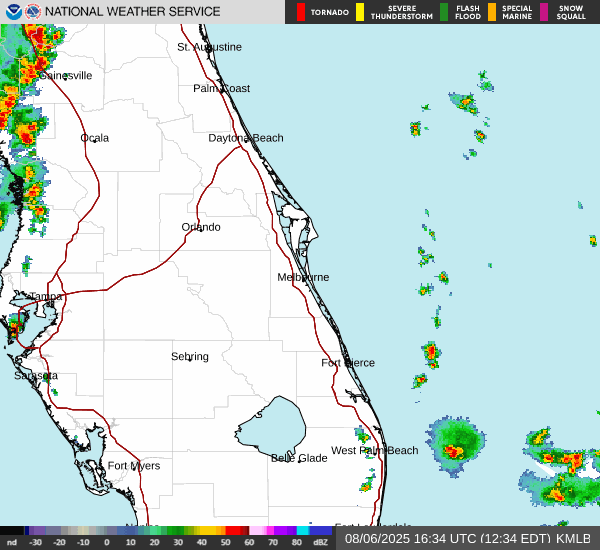 NATIONAL WEATHER SERVICE
TORNADO
SEVERE
THUNDERSTORM
FLASH
FLOOD
SPECIAL
MARINE
SNOW
SQUALL
St. Augustine
Gainesville
Palm Coast
Ocala
Daytona Beach
Orlando
Melbourne
Tampa
Sebring
Fort Pierce
Sarasota
West Palm Beach
Belle Glade
Fort Myers
nd -30 -20 -10 0 10 20 30 40 50 60 70 80 dBZ
08/06/2025 16:34 UTC (12:34 EDT) KMLB